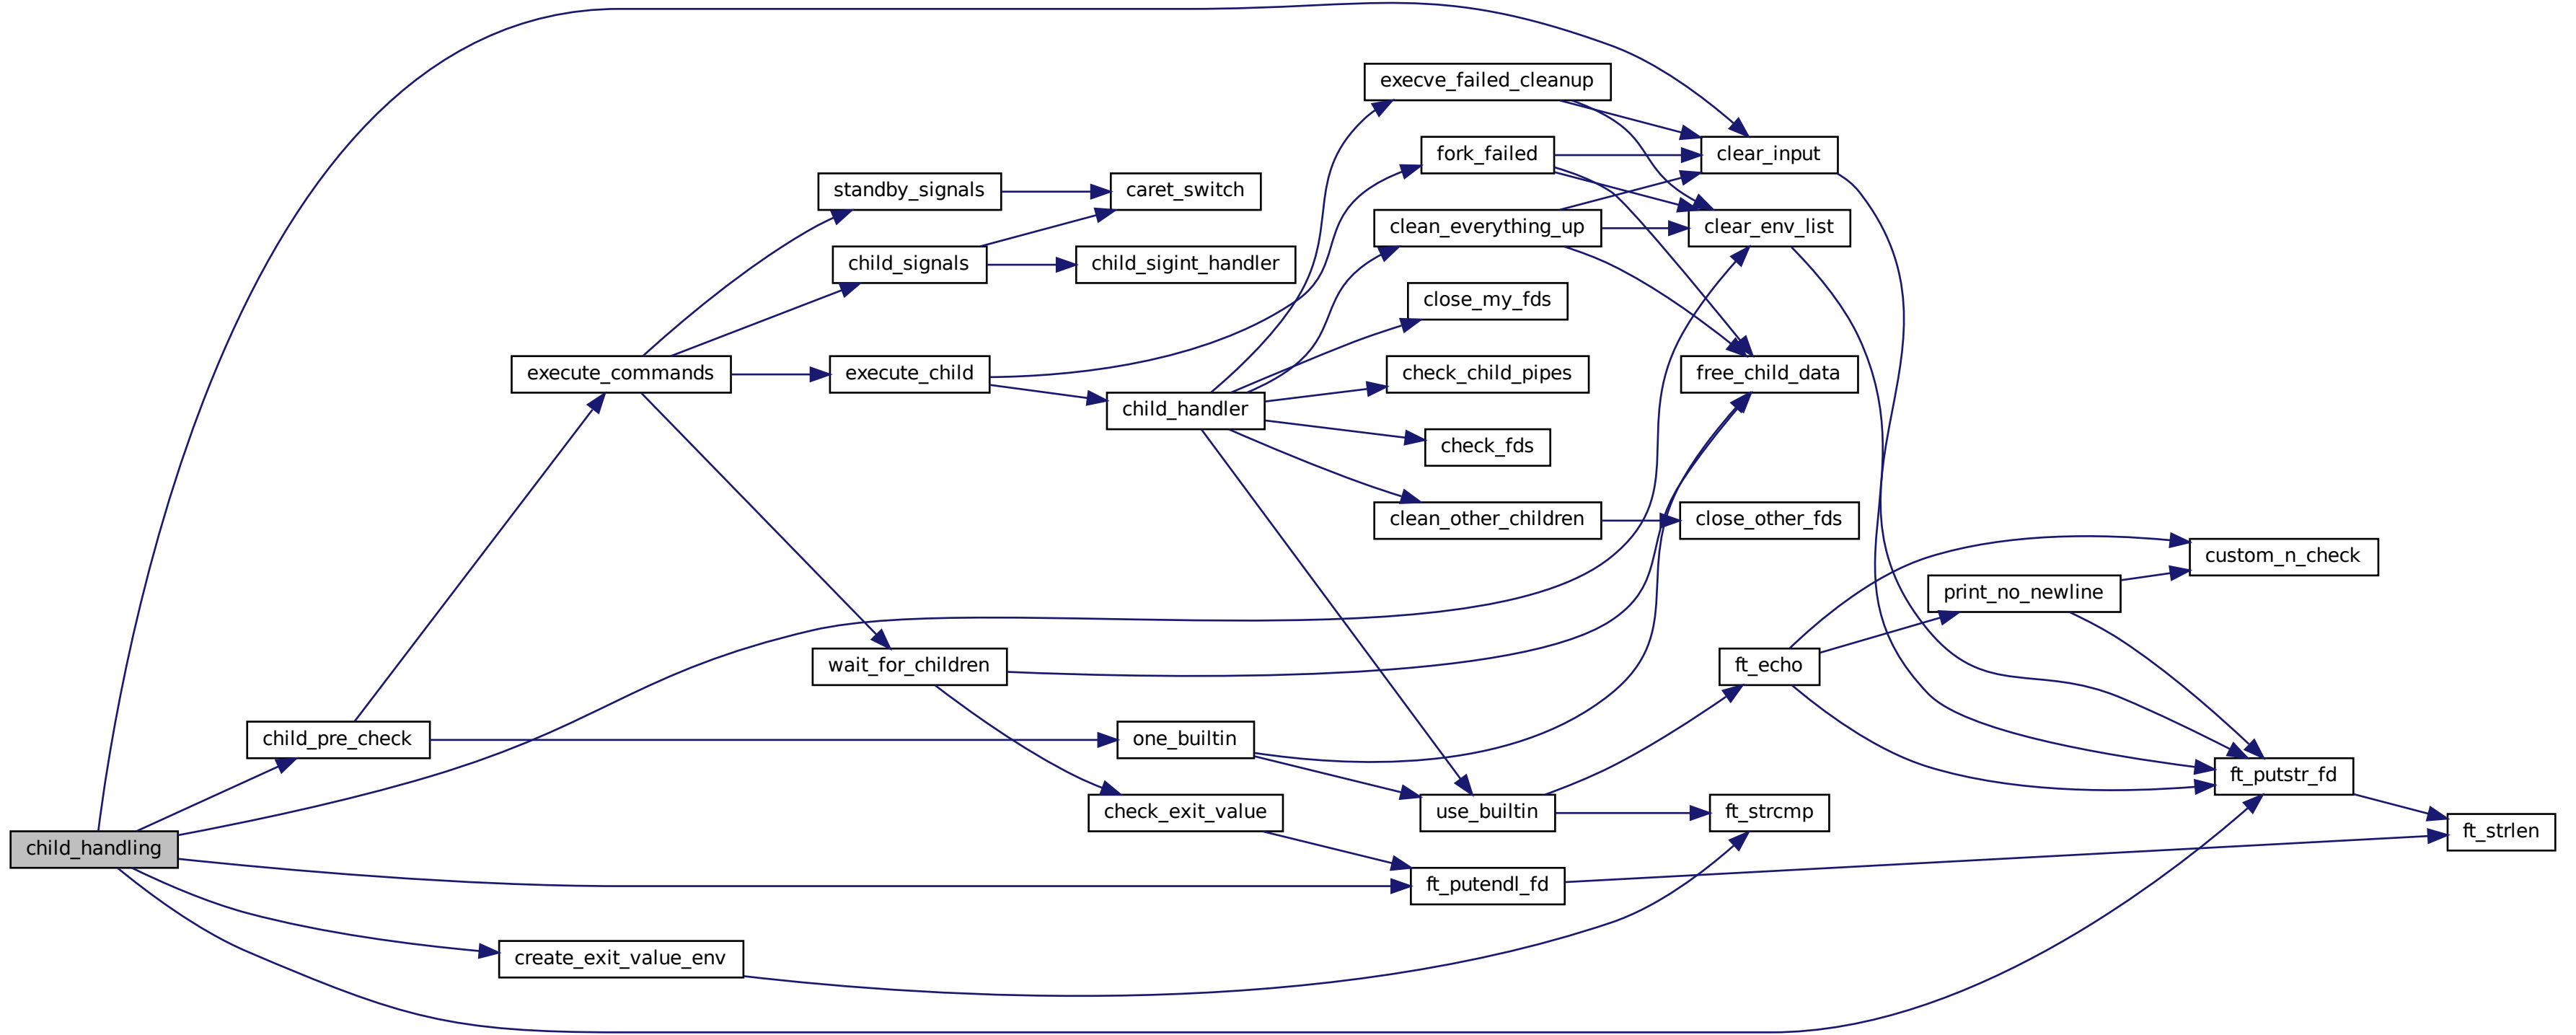 execve_failed_cleanup
fork_failed
clear_input
standby_signals
caret_switch
clean_everything_up
clear_env_list
child_signals
child_sigint_handler
close_my_fds
execute_commands
execute_child
check_child_pipes
free_child_data
child_handler
check_fds
clean_other_children
close_other_fds
custom_n_check
print_no_newline
wait_for_children
ft_echo
child_pre_check
one_builtin
ft_putstr_fd
check_exit_value
use_builtin
ft_strcmp
ft_strlen
child_handling
ft_putendl_fd
create_exit_value_env